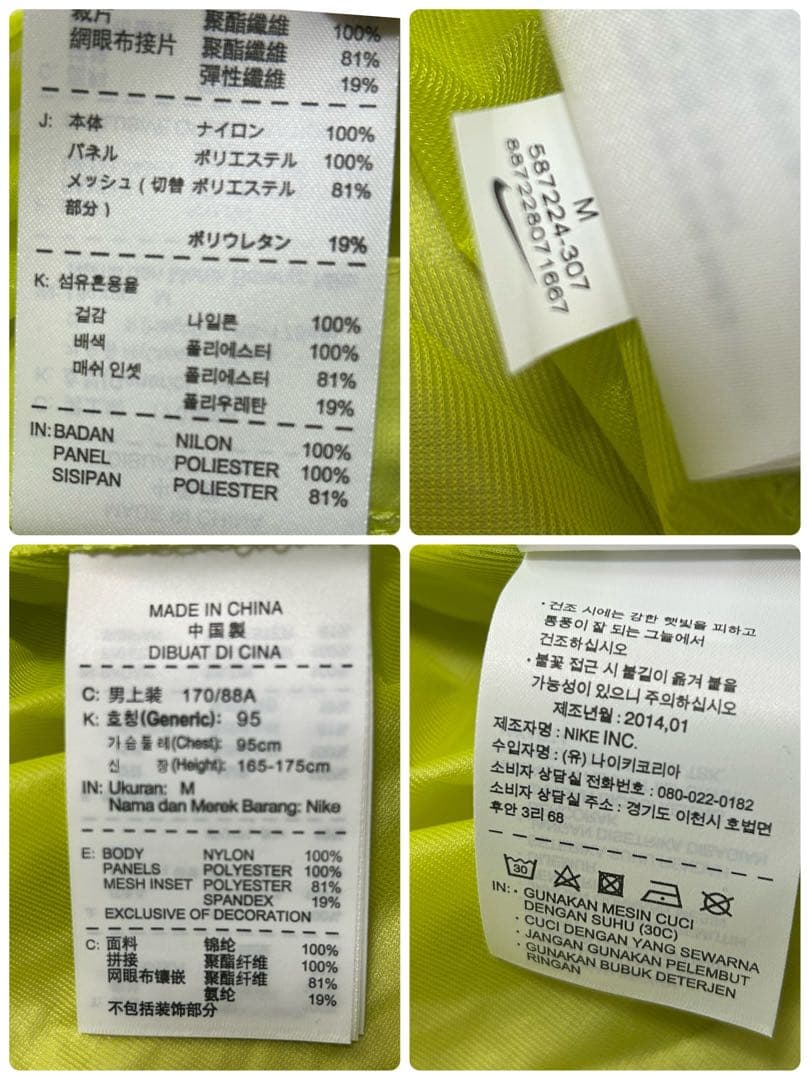 裁片 聚酯纖維 100%
網眼布接片 聚酯纖維 81%
彈性纖維 19%
J: 本体 ナイロン 100%
パネル ポリエステル 100%
メッシュ(切替 ポリエステル 81%
部分)
ポリウレタン 19%
K: 섬유혼용율
겉감 나일론 100%
배색 폴리에스터 100%
매쉬 인셋 폴리에스터 81%
폴리우레탄 19%
IN: BADAN NILON 100%
PANEL POLIESTER 100%
SISIPAN POLIESTER 81%
M
587224-307
887228071667
MADE IN CHINA
中国製
DIBUAT DI CINA
C: 男上装 170/88A
K: 호칭(Generic): 95
가슴둘레(Chest): 95cm
신 장(Height): 165-175cm
IN: Ukuran: M
Nama dan Merek Barang: Nike
E: BODY NYLON 100%
PANELS POLYESTER 100%
MESH INSET POLYESTER 81%
SPANDEX 19%
EXCLUSIVE OF DECORATION
C: 面料 锦纶 100%
拼接 聚酯纤维 100%
网眼布镶嵌 聚酯纤维 81%
氨纶 19%
不包括装饰部分
• 건조 시에는 강한 햇빛을 피하고
통풍이 잘 되는 그늘에서
건조하십시오
• 불꽃 접근 시 불길이 옮겨 붙을
가능성이 있으니 주의하십시오
제조년월 : 2014,01
제조자명 : NIKE INC.
수입자명 : (유) 나이키코리아
소비자 상담실 전화번호 : 080-022-0182
소비자 상담실 주소 : 경기도 이천시 호법면
후안 3리 68
30
IN: • GUNAKAN MESIN CUCI
DENGAN SUHU (30C)
• CUCI DENGAN YANG SEWARNA
• JANGAN GUNAKAN PELEMBUT
• GUNAKAN BUBUK DETERJEN
RINGAN